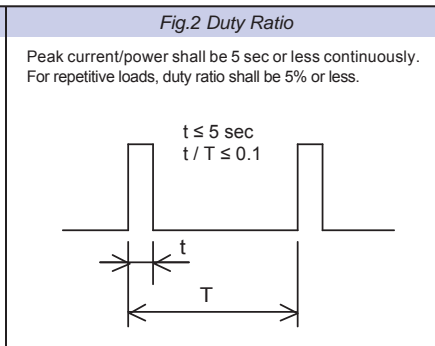 Fig.2 Duty Ratio
Peak current/power shall be 5 sec or less continuously.
For repetitive loads, duty ratio shall be 5% or less.
t ≤ 5 sec
t / T ≤ 0.1
t
T